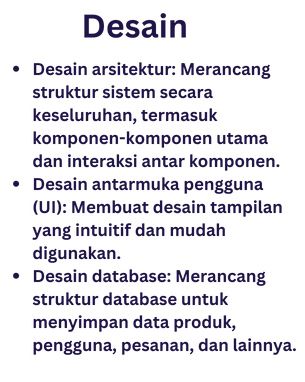 Desain
• Desain arsitektur: Merancang
struktur sistem secara
keseluruhan, termasuk
komponen-komponen utama
dan interaksi antar komponen.
• Desain antarmuka pengguna
(UI): Membuat desain tampilan
yang intuitif dan mudah
digunakan.
• Desain database: Merancang
struktur database untuk
menyimpan data produk,
pengguna, pesanan, dan lainnya.